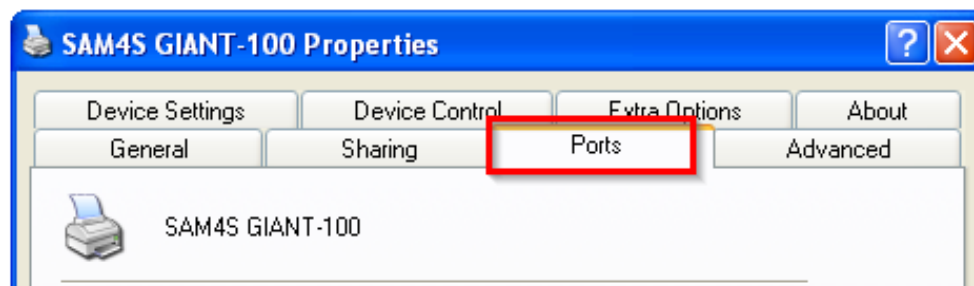 SAM4S GIANT-100 Properties
?
Device Settings Device Control Extra Options About
General Sharing Ports Advanced
SAM4S GIANT-100